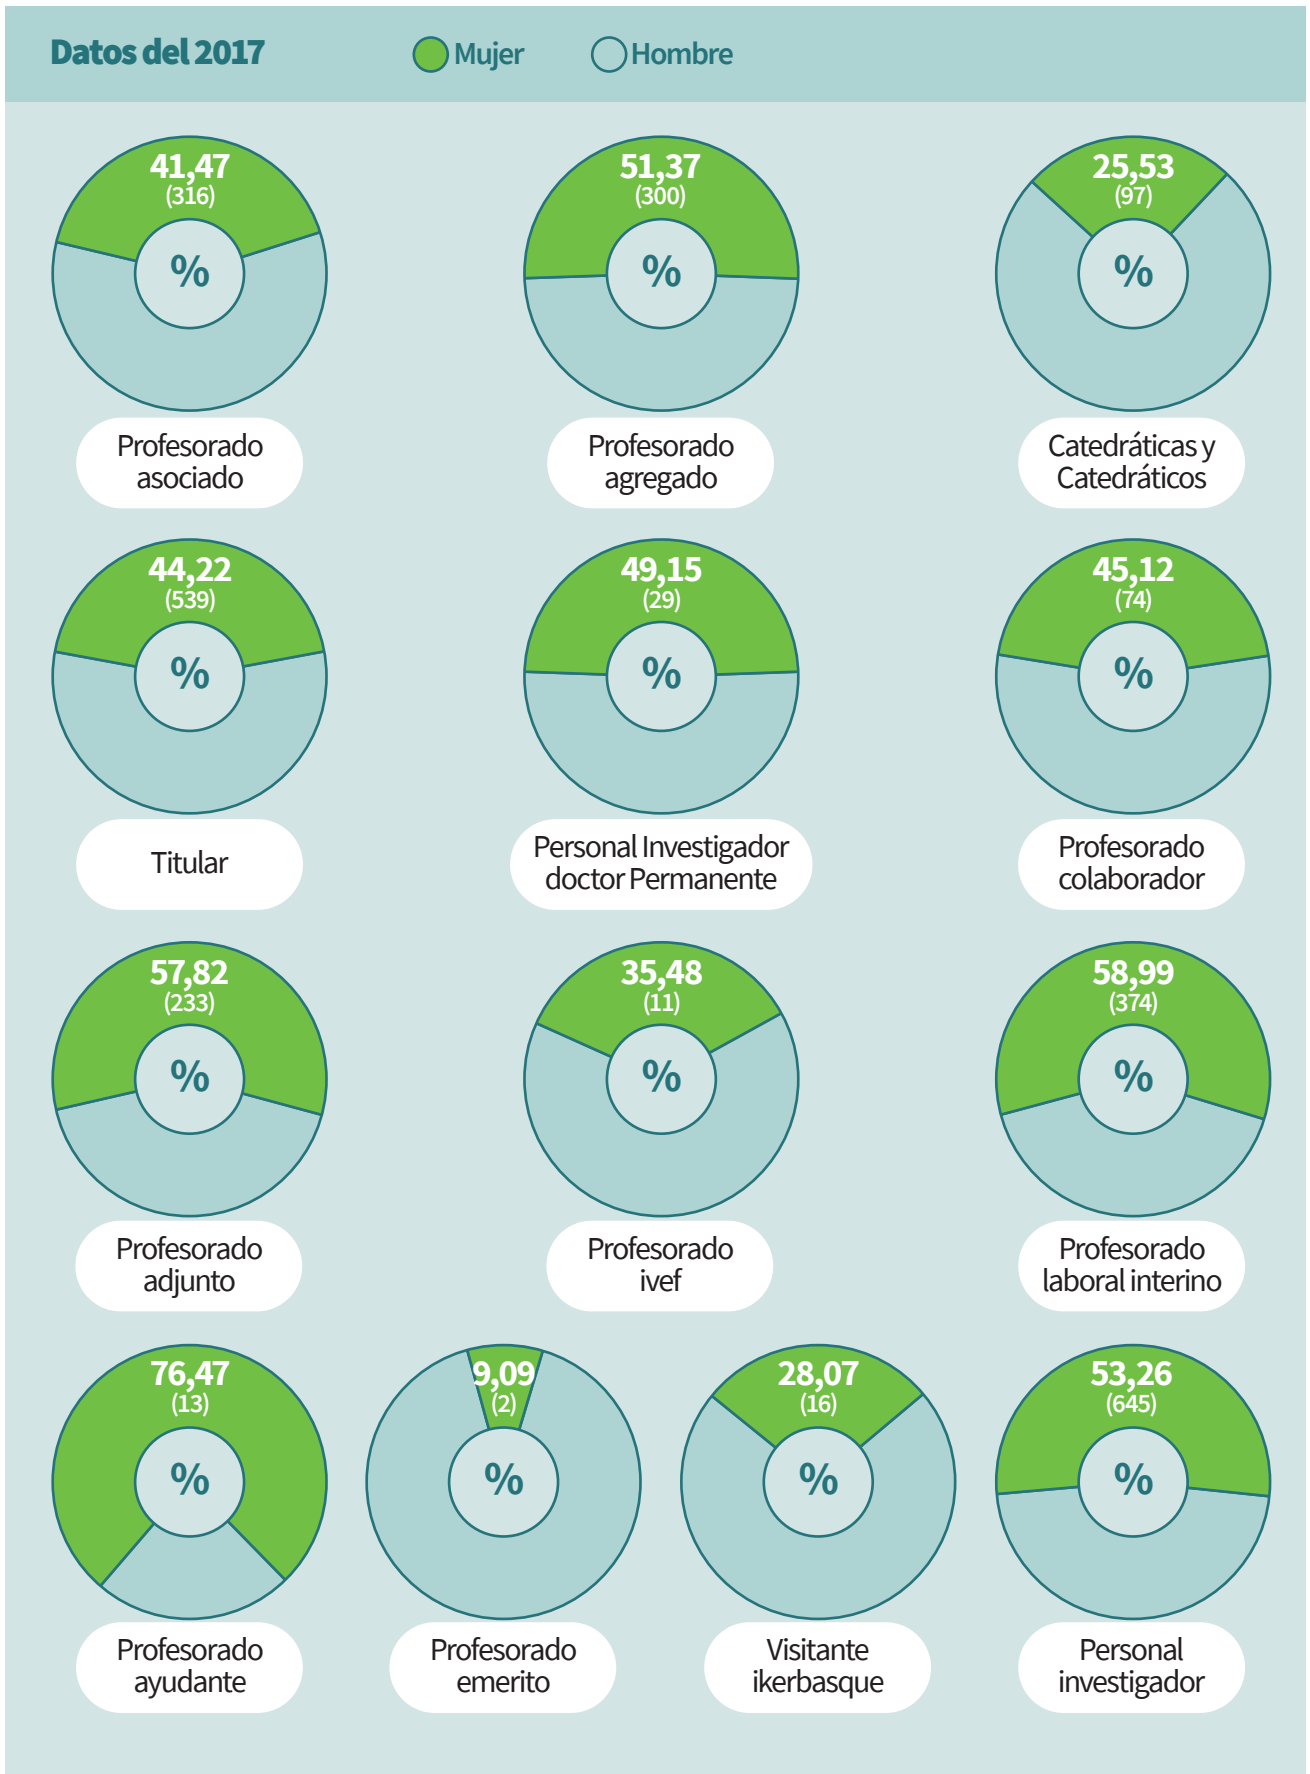 Datos del 2017
Mujer
Hombre
41,47
(316)
%
Profesorado
asociado
51,37
(300)
%
Profesorado
agregado
25,53
(97)
%
Catedráticas y
Catedráticos
44,22
(539)
%
Titular
49,15
(29)
%
Personal Investigador
doctor Permanente
45,12
(74)
%
Profesorado
colaborador
57,82
(233)
%
Profesorado
adjunto
35,48
(11)
%
Profesorado
ivef
58,99
(374)
%
Profesorado
laboral interino
76,47
(13)
%
Profesorado
ayudante
9,09
(2)
%
Profesorado
emerito
28,07
(16)
%
Visitante
ikerbasque
53,26
(645)
%
Personal
investigador